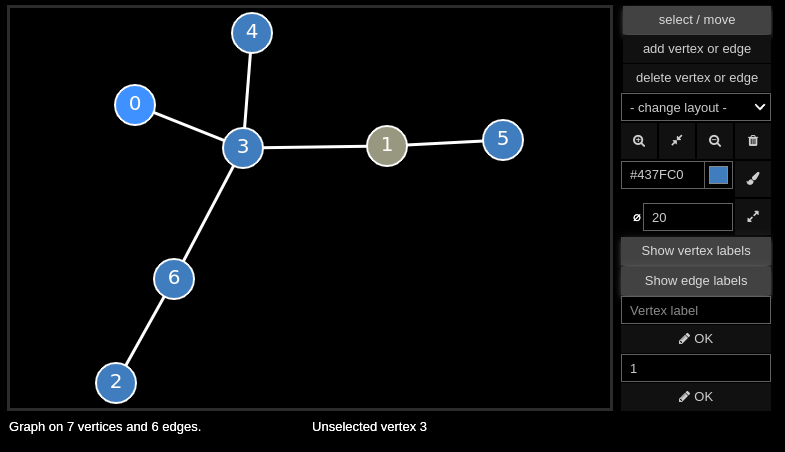 4
0
3
1
5
6
2
select / move
add vertex or edge
delete vertex or edge
- change layout -
#437FC0
⌀ 20
Show vertex labels
Show edge labels
Vertex label
OK
1
OK
Graph on 7 vertices and 6 edges.
Unselected vertex 3